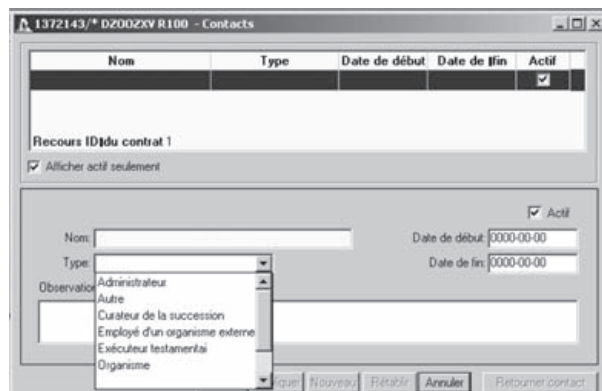 1372143/* DZOOZXV R100 - Contacts
Nom Type Date de début Date de fin Actif
Recours ID du contrat 1
Afficher actif seulement
Actif
Nom: Date de début: 0000-00-00
Type: Date de fin: 0000-00-00
Observation
Administrateur
Autre
Curateur de la succession
Employé d'un organisme externe
Exécuteur testamentai
Organisme
iquer Nouveau Rétablir Annuler Retourner contact